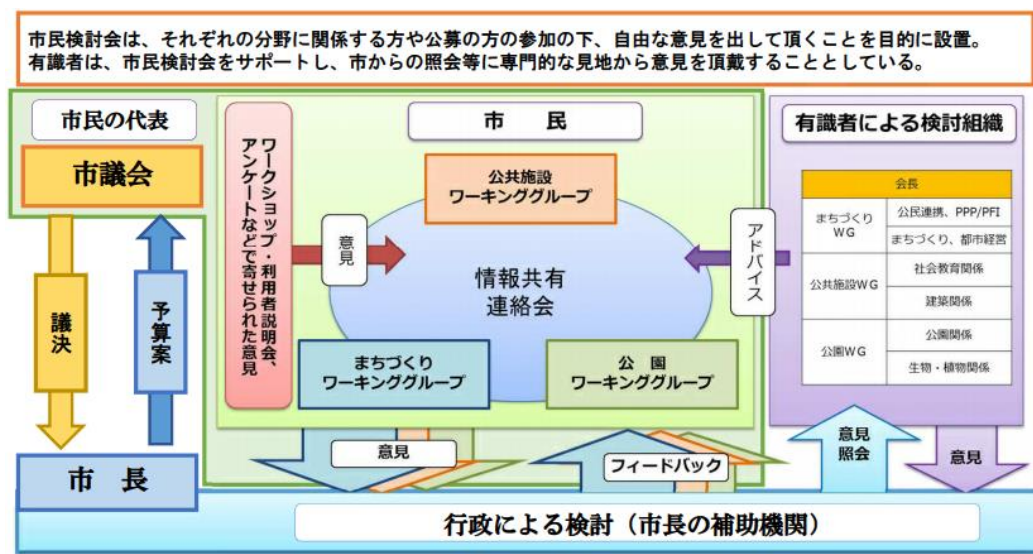 市民検討会は、それぞれの分野に関係する方や公募の方の参加の下、自由な意見を出して頂くことを目的に設置。
有識者は、市民検討会をサポートし、市からの照会等に専門的な見地から意見を頂戴することとしている。
市民の代表
市議会
議決
予算案
市 長
ワークショップ・利用者説明会、
アンケートなどで寄せられた意見
市 民
公共施設
ワーキンググループ
意見
情報共有
連絡会
まちづくり
ワーキンググループ
公 園
ワーキンググループ
アドバイス
有識者による検討組織
会長
まちづくり
WG
公民連携、PPP/PFI
まちづくり、都市経営
公共施設WG
社会教育関係
建築関係
公園WG
公園関係
生物・植物関係
意見
フィードバック
意見
照会
意見
行政による検討（市長の補助機関）